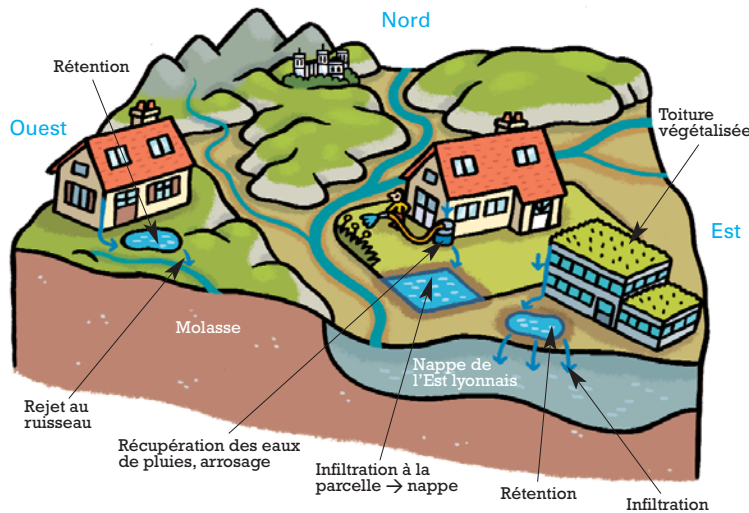 Nord
Rétention
Ouest
Toiture
végétalisée
Est
Molasse
Nappe de
l'Est lyonnais
Rejet au
ruisseau
Récupération des eaux
de pluies, arrosage
Infiltration à la
parcelle → nappe
Rétention
Infiltration